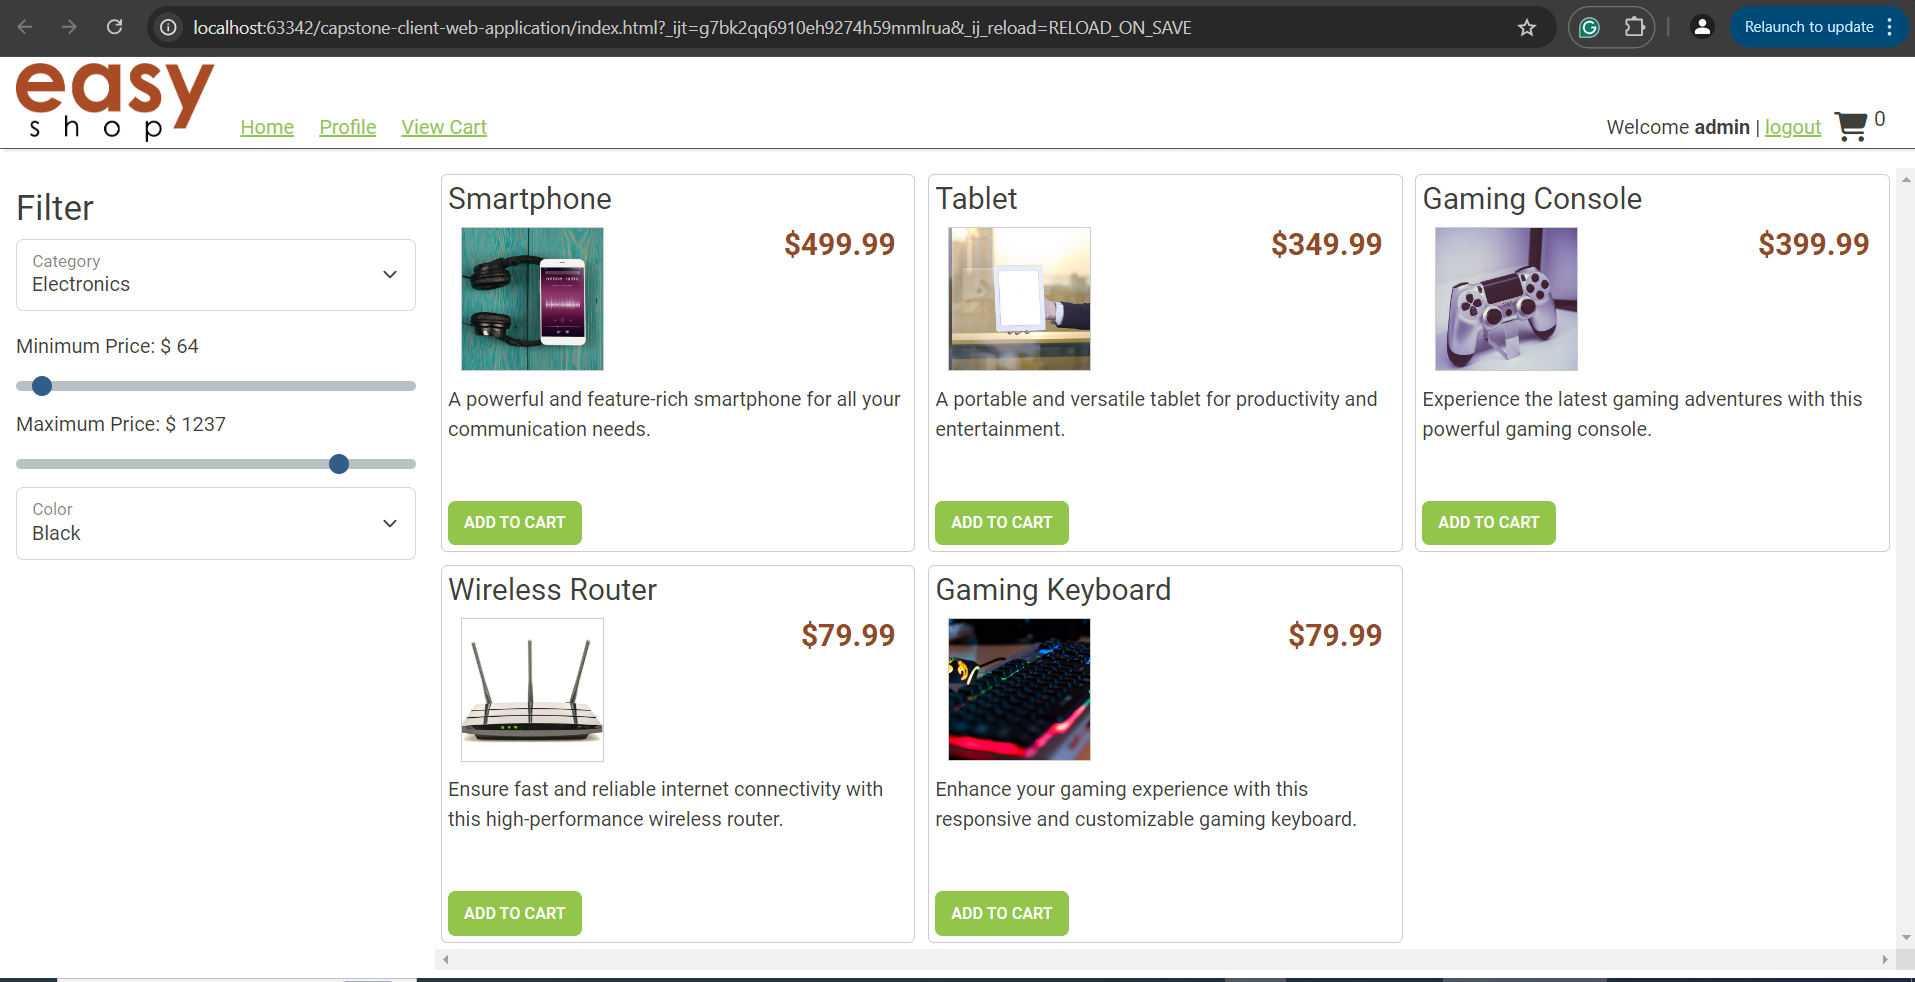 localhost:63342/capstone-client-web-application/index.html?_ijt=g7bk2qq6910eh9274h59mmlrua&_ij_reload=RELOAD_ON_SAVE
Relaunch to update
easy
shop
Home Profile View Cart
Welcome admin | logout 0
Filter
Category
Electronics
Minimum Price: $ 64
Maximum Price: $ 1237
Color
Black
Smartphone
$499.99
online radio
A powerful and feature-rich smartphone for all your
communication needs.
ADD TO CART
Tablet
$349.99
A portable and versatile tablet for productivity and
entertainment.
ADD TO CART
Gaming Console
$399.99
Experience the latest gaming adventures with this
powerful gaming console.
ADD TO CART
Wireless Router
$79.99
Ensure fast and reliable internet connectivity with
this high-performance wireless router.
ADD TO CART
Gaming Keyboard
$79.99
Enhance your gaming experience with this
responsive and customizable gaming keyboard.
ADD TO CART